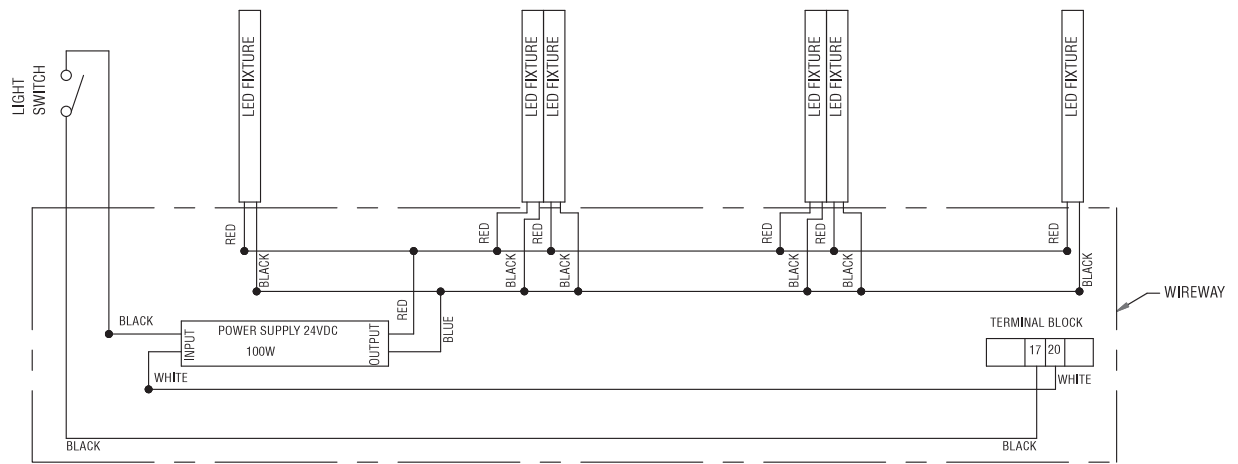 LIGHT
SWITCH
LED FIXTURE
LED FIXTURE
LED FIXTURE
LED FIXTURE
LED FIXTURE
LED FIXTURE
RED
BLACK
RED
BLACK
RED
BLACK
RED
BLACK
RED
BLACK
RED
BLACK
RED
BLUE
WIREWAY
BLACK
POWER SUPPLY 24VDC
100W
INPUT
OUTPUT
TERMINAL BLOCK
17 20
WHITE
WHITE
BLACK
BLACK